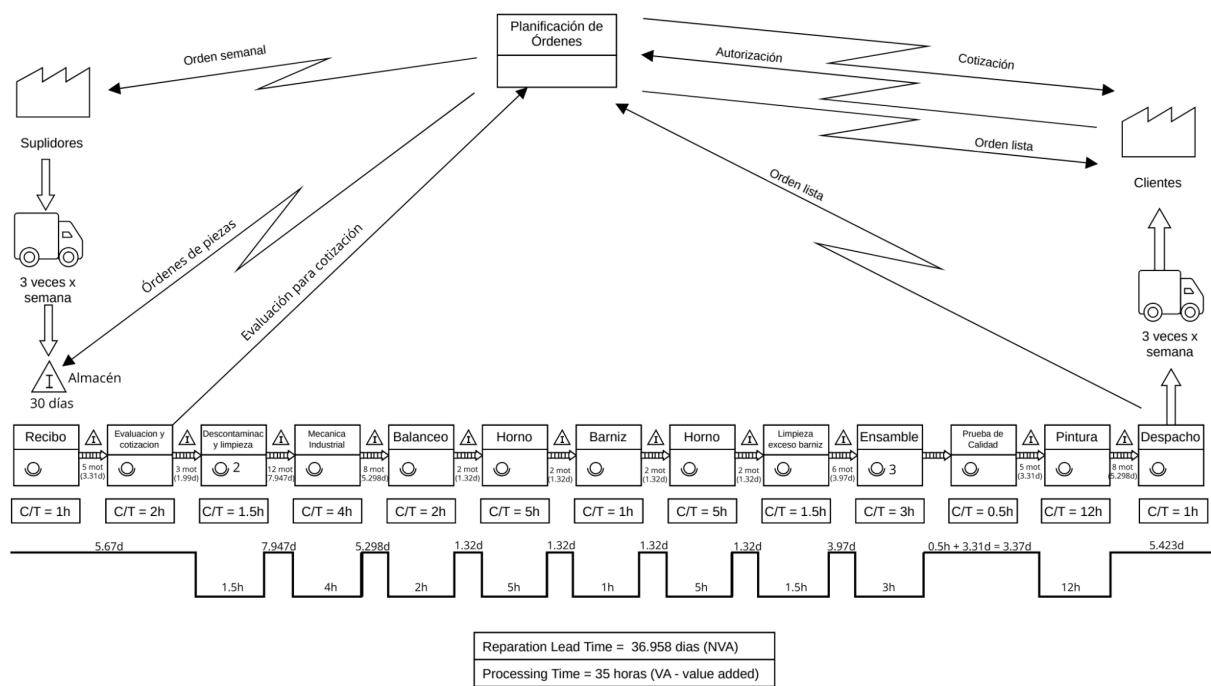 Planificación de
Órdenes
Orden semanal
Autorización
Cotización
Orden lista
Suplidores
Clientes
Orden lista
3 veces x
semana
Órdenes de piezas
Evaluación para cotización
3 veces x
semana
I
Almacén
30 días
Recibo
I
Evaluacion y
cotizacion
I
Descontaminac
y limpieza
I
Mecanica
Industrial
I
Balanceo
I
Horno
I
Barniz
I
Horno
I
Limpieza
exceso barniz
I
Ensamble
Prueba de
Calidad
I
Pintura
I
Despacho
2
3
5 mot
(3.31d)
3 mot
(1.99d)
12 mot
7.947d)
8 mot
(5.298d)
2 mot
(1.32d)
2 mot
(1.32d)
2 mot
(1.32d)
2 mot
(1.32d)
6 mot
(3.97d)
5 mot
(3.31d)
8 mot
(5.298d)
C/T = 1h
C/T = 2h
C/T = 1.5h
C/T = 4h
C/T = 2h
C/T = 5h
C/T = 1h
C/T = 5h
C/T = 1.5h
C/T = 3h
C/T = 0.5h
C/T = 12h
C/T = 1h
5.67d
7.947d
5.298d
1.32d
1.32d
1.32d
1.32d
3.97d
0.5h + 3.31d = 3.37d
5.423d
1.5h
4h
2h
5h
1h
5h
1.5h
3h
12h
Reparation Lead Time = 36.958 dias (NVA)
Processing Time = 35 horas (VA - value added)